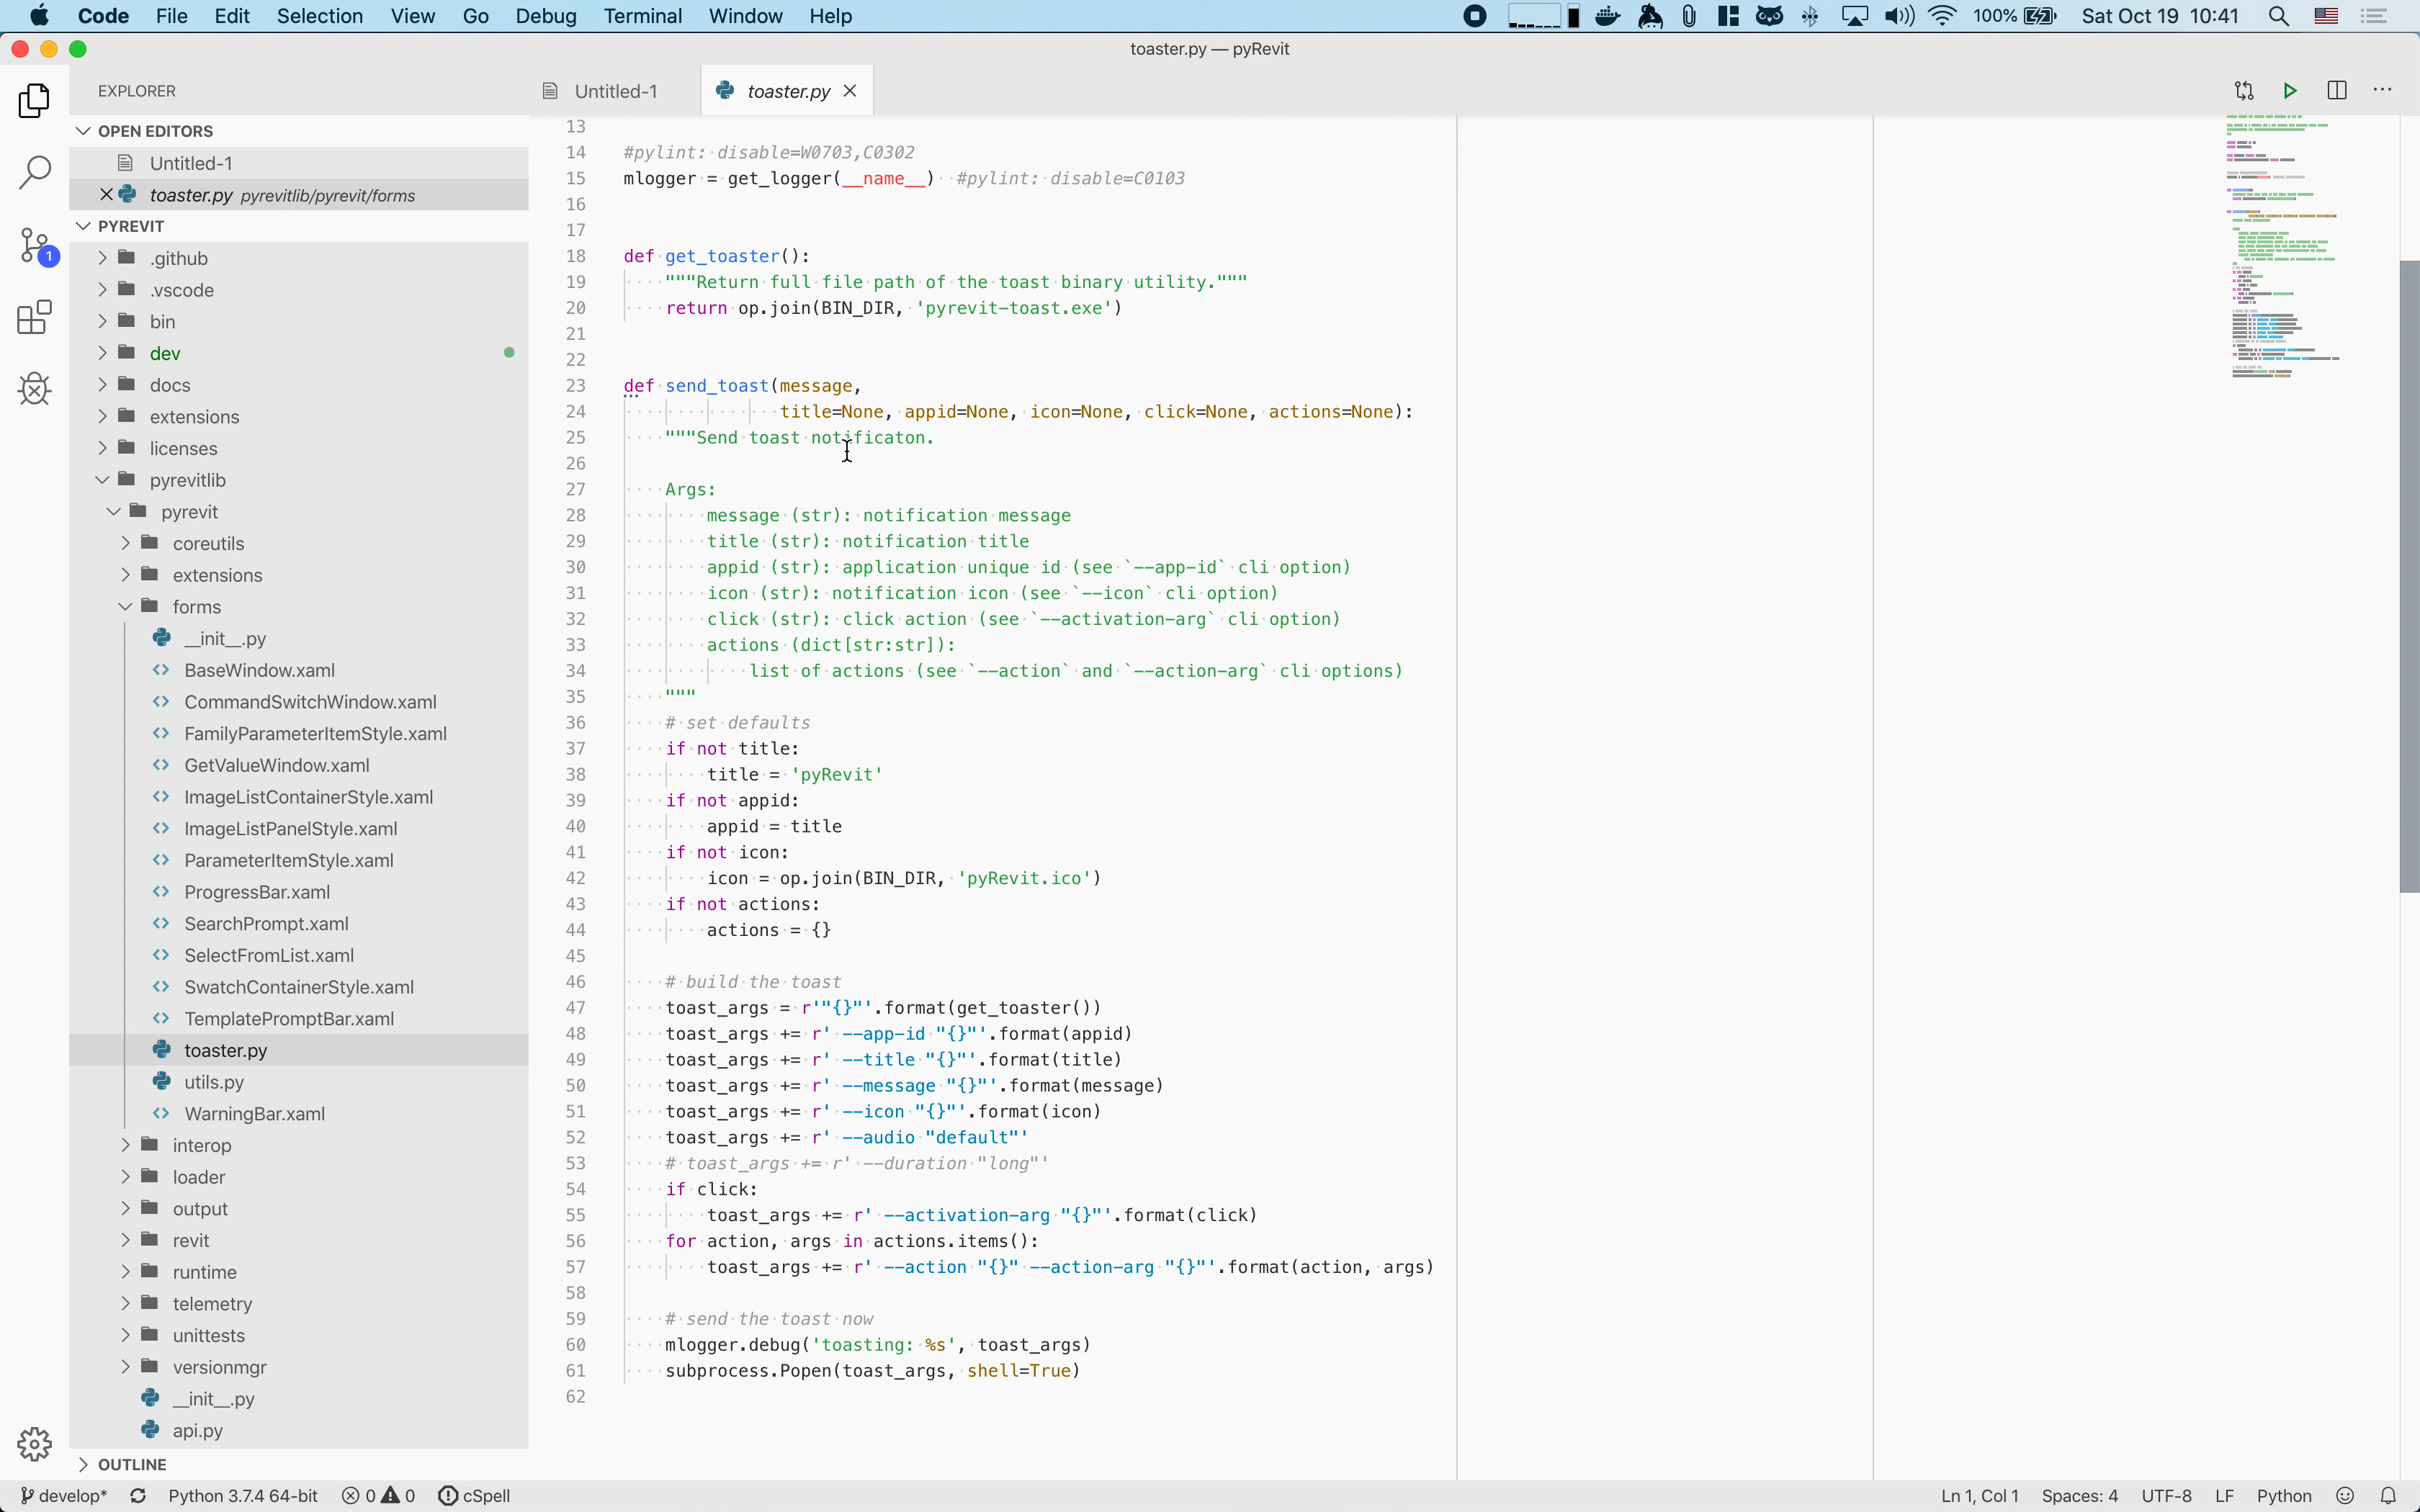 Code File Edit Selection View Go Debug Terminal Window Help 100% Sat Oct 19 10:41
toaster.py — pyRevit
EXPLORER
Untitled-1
toaster.py
OPEN EDITORS
Untitled-1
toaster.py pyrevitlib/pyrevit/forms
PYREVIT
1
.github
.vscode
bin
dev
docs
extensions
licenses
pyrevitlib
pyrevit
coreutils
extensions
forms
__init__.py
BaseWindow.xaml
CommandSwitchWindow.xaml
FamilyParameterItemStyle.xaml
GetValueWindow.xaml
ImageListContainerStyle.xaml
ImageListPanelStyle.xaml
ParameterItemStyle.xaml
ProgressBar.xaml
SearchPrompt.xaml
SelectFromList.xaml
SwatchContainerStyle.xaml
TemplatePromptBar.xaml
toaster.py
utils.py
WarningBar.xaml
interop
loader
output
revit
runtime
telemetry
unittests
versionmgr
__init__.py
api.py
OUTLINE
13
14 #pylint: disable=W0703,C0302
15 mlogger = get_logger(__name__)  #pylint: disable=C0103
16
17
18 def get_toaster():
19     """Return full file path of the toast binary utility."""
20     return op.join(BIN_DIR, 'pyrevit-toast.exe')
21
22
23 def send_toast(message,
24                title=None, appid=None, icon=None, click=None, actions=None):
25     """Send toast notificaton.
26
27     Args:
28         message (str): notification message
29         title (str): notification title
30         appid (str): application unique id (see `--app-id` cli option)
31         icon (str): notification icon (see `--icon` cli option)
32         click (str): click action (see `--activation-arg` cli option)
33         actions (dict[str:str]):
34             list of actions (see `--action` and `--action-arg` cli options)
35     """
36     # set defaults
37     if not title:
38         title = 'pyRevit'
39     if not appid:
40         appid = title
41     if not icon:
42         icon = op.join(BIN_DIR, 'pyRevit.ico')
43     if not actions:
44         actions = {}
45
46     # build the toast
47     toast_args = r'"{}"'.format(get_toaster())
48     toast_args += r' --app-id "{}"'.format(appid)
49     toast_args += r' --title "{}"'.format(title)
50     toast_args += r' --message "{}"'.format(message)
51     toast_args += r' --icon "{}"'.format(icon)
52     toast_args += r' --audio "default"'
53     # toast_args += r' --duration "long"'
54     if click:
55         toast_args += r' --activation-arg "{}"'.format(click)
56     for action, args in actions.items():
57         toast_args += r' --action "{}" --action-arg "{}"'.format(action, args)
58
59     # send the toast now
60     mlogger.debug('toasting: %s', toast_args)
61     subprocess.Popen(toast_args, shell=True)
62
develop* Python 3.7.4 64-bit 0 0 cSpell Ln 1, Col 1 Spaces: 4 UTF-8 LF Python